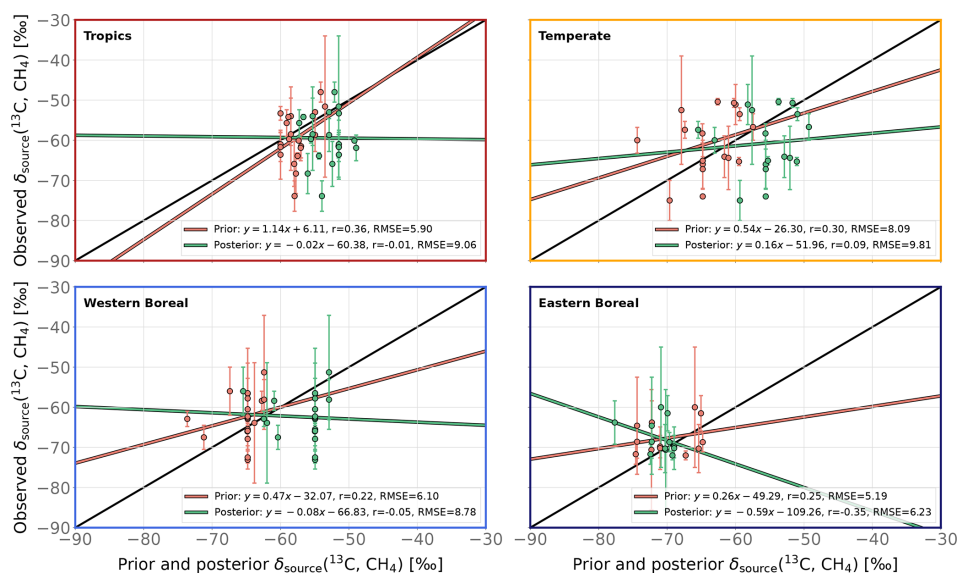 Observed δsource(¹³C, CH₄) [‰]
−30
−40
−50
−60
−70
−80
−90
Tropics
Prior: y = 1.14x + 6.11, r=0.36, RMSE=5.90
Posterior: y = −0.02x − 60.38, r=-0.01, RMSE=9.06
Temperate
Prior: y = 0.54x − 26.30, r=0.30, RMSE=8.09
Posterior: y = 0.16x − 51.96, r=0.09, RMSE=9.81
Observed δsource(¹³C, CH₄) [‰]
−30
−40
−50
−60
−70
−80
−90
Western Boreal
Prior: y = 0.47x − 32.07, r=0.22, RMSE=6.10
Posterior: y = −0.08x − 66.83, r=-0.05, RMSE=8.78
−90 −80 −70 −60 −50 −40 −30
Prior and posterior δsource(¹³C, CH₄) [‰]
Eastern Boreal
Prior: y = 0.26x − 49.29, r=0.25, RMSE=5.19
Posterior: y = −0.59x − 109.26, r=-0.35, RMSE=6.23
−90 −80 −70 −60 −50 −40 −30
Prior and posterior δsource(¹³C, CH₄) [‰]